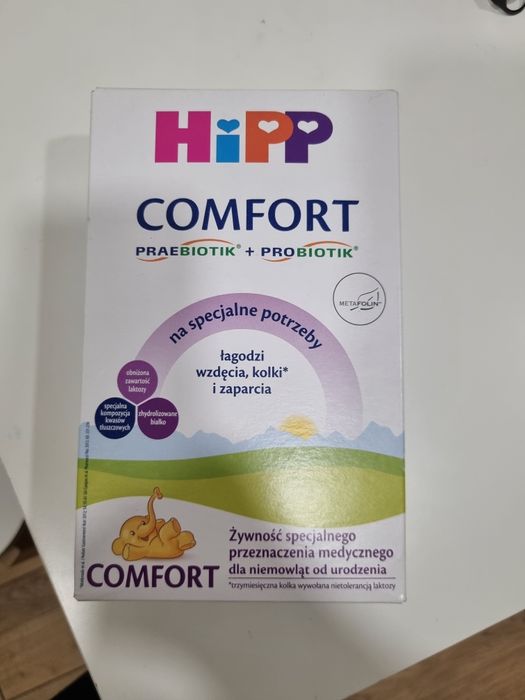 HiPP
COMFORT
PRAEBIOTIK® + PROBIOTIK®
METAFOLIN
na specjalne potrzeby
łagodzi
wzdęcia, kolki*
i zaparcia
obniżona
zawartość
laktozy
specjalna
kompozycja
kwasów
tłuszczowych
zhydrolizowane
białko
COMFORT
Żywność specjalnego
przeznaczenia medycznego
dla niemowląt od urodzenia
*trzymiesięczna kolka wywołana nietolerancją laktozy